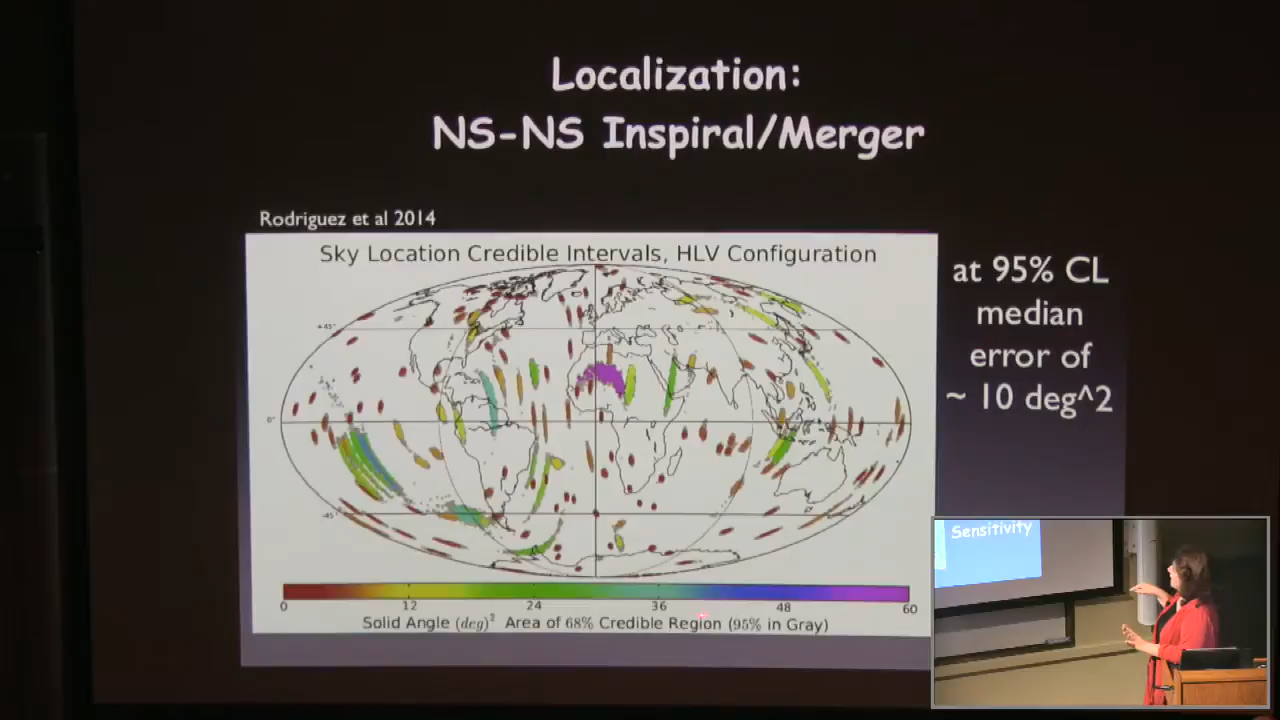 Localization:
NS-NS Inspiral/Merger
Rodriguez et al 2014
Sky Location Credible Intervals, HLV Configuration
+45°
0°
-45°
0 12 24 36 48 60
Solid Angle (deg)² Area of 68% Credible Region (95% in Gray)
at 95% CL
median
error of
~ 10 deg^2
Sensitivity